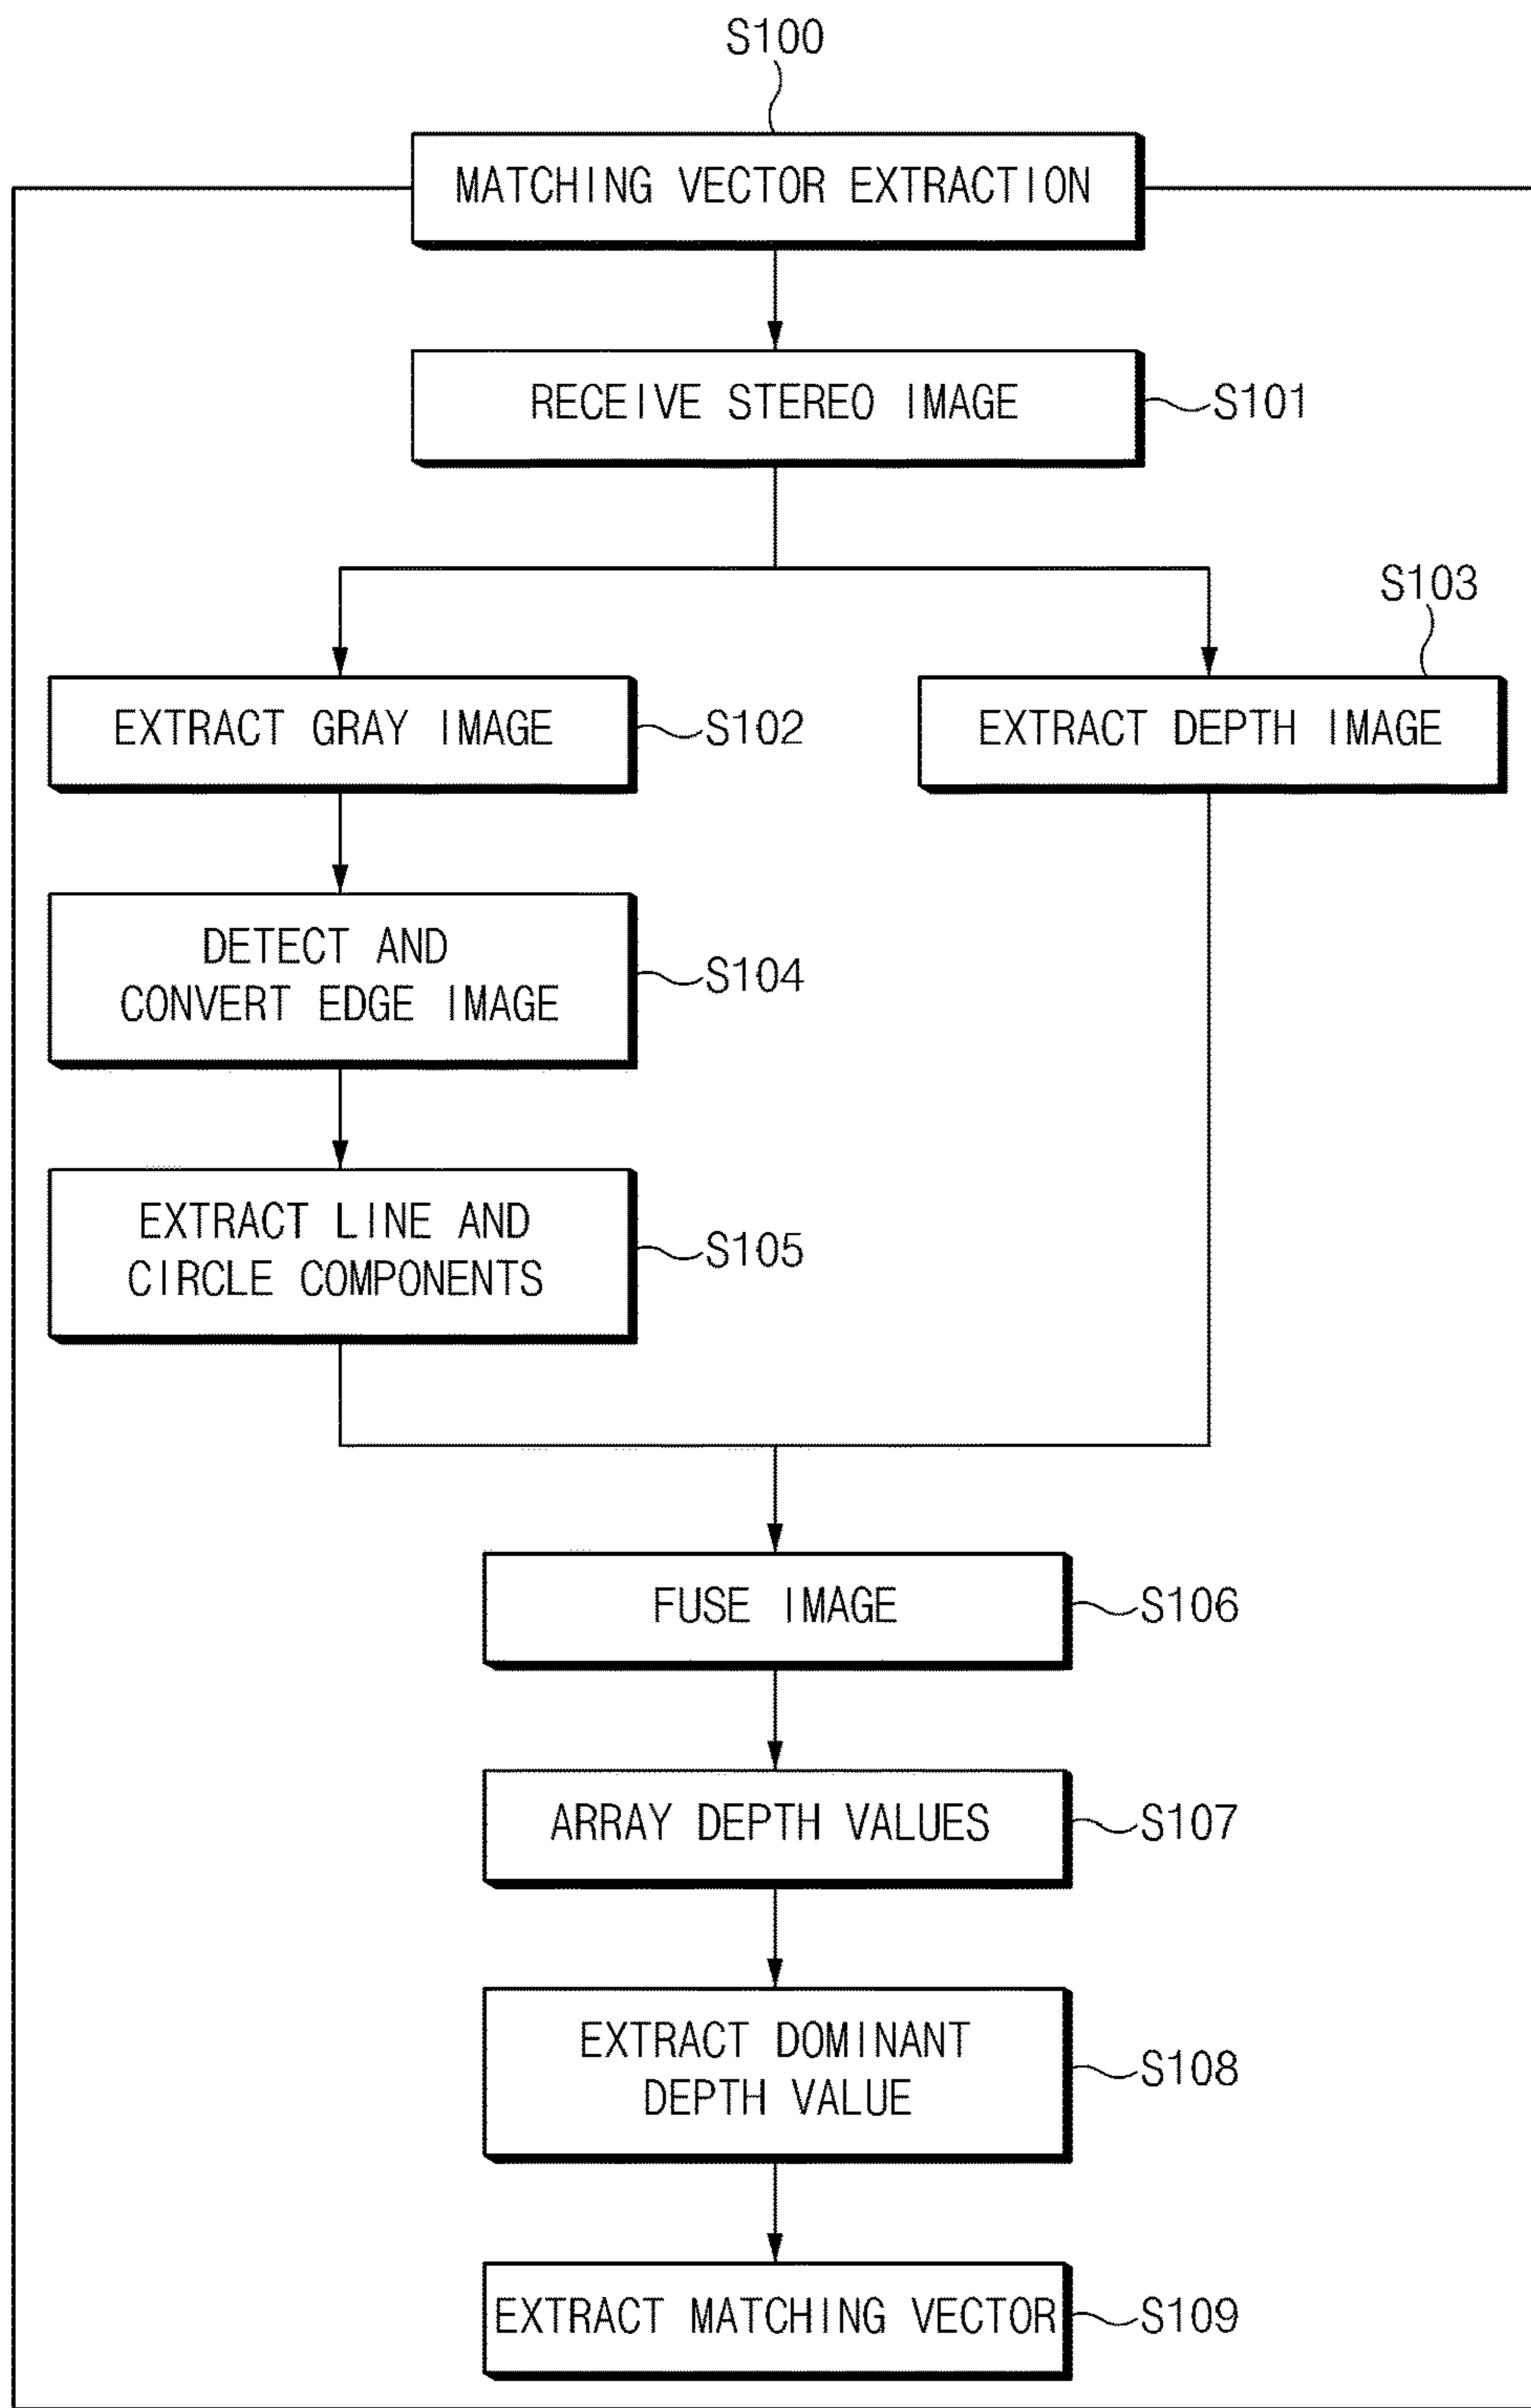 S100
MATCHING VECTOR EXTRACTION
RECEIVE STEREO IMAGE
S101
S103
EXTRACT GRAY IMAGE
S102
EXTRACT DEPTH IMAGE
DETECT AND
CONVERT EDGE IMAGE
S104
EXTRACT LINE AND
CIRCLE COMPONENTS
S105
FUSE IMAGE
S106
ARRAY DEPTH VALUES
S107
EXTRACT DOMINANT
DEPTH VALUE
S108
EXTRACT MATCHING VECTOR
S109